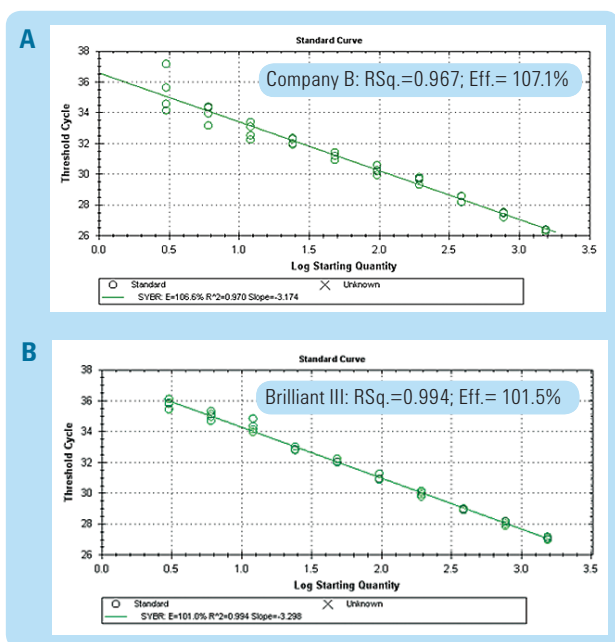 A
Standard Curve
Company B: RSq.=0.967; Eff.= 107.1%
Threshold Cycle
38
36
34
32
30
28
26
0.0 0.5 1.0 1.5 2.0 2.5 3.0 3.5
Log Starting Quantity
Standard Unknown
SYBR: E=106.6% R^2=0.970 Slope=-3.174
B
Standard Curve
Brilliant III: RSq.=0.994; Eff.= 101.5%
Threshold Cycle
38
36
34
32
30
28
26
0.0 0.5 1.0 1.5 2.0 2.5 3.0 3.5
Log Starting Quantity
Standard Unknown
SYBR: E=101.0% R^2=0.994 Slope=-3.298